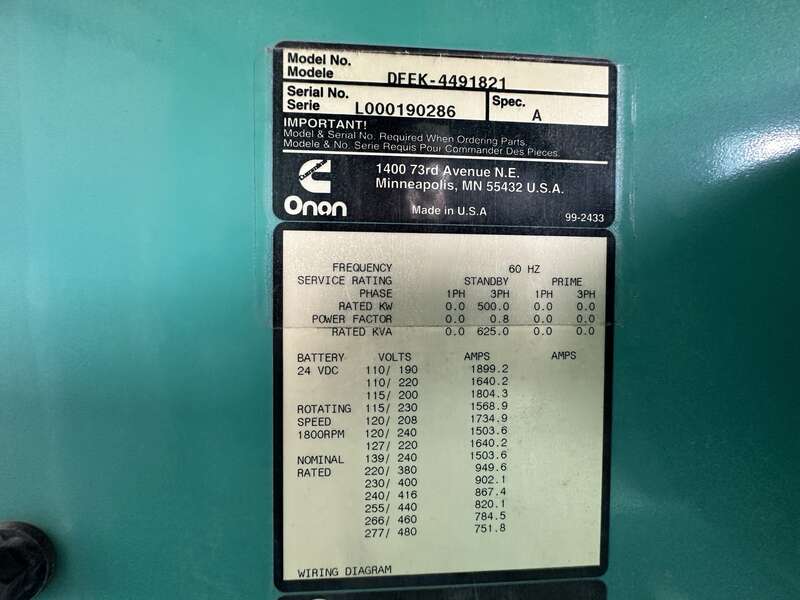 Model No.
Modele DFEK-4491821
Serial No.
Serie L000190286 Spec. A
IMPORTANT!
Model & Serial No. Required When Ordering Parts.
Modele & No. Serie Requis Pour Commander Des Pieces.
Cummins
Onan
1400 73rd Avenue N.E.
Minneapolis, MN 55432 U.S.A.
Made in U.S.A
99-2433
FREQUENCY 60 HZ
SERVICE RATING STANDBY PRIME
PHASE 1PH 3PH 1PH 3PH
RATED KW 0.0 500.0 0.0 0.0
POWER FACTOR 0.0 0.8 0.0 0.0
RATED KVA 0.0 625.0 0.0 0.0
BATTERY VOLTS AMPS AMPS
24 VDC 110/ 190 1899.2
110/ 220 1640.2
115/ 200 1804.3
ROTATING 115/ 230 1568.9
SPEED 120/ 208 1734.9
1800RPM 120/ 240 1503.6
127/ 220 1640.2
NOMINAL 139/ 240 1503.6
RATED 220/ 380 949.6
230/ 400 902.1
240/ 416 867.4
255/ 440 820.1
266/ 460 784.5
277/ 480 751.8
WIRING DIAGRAM